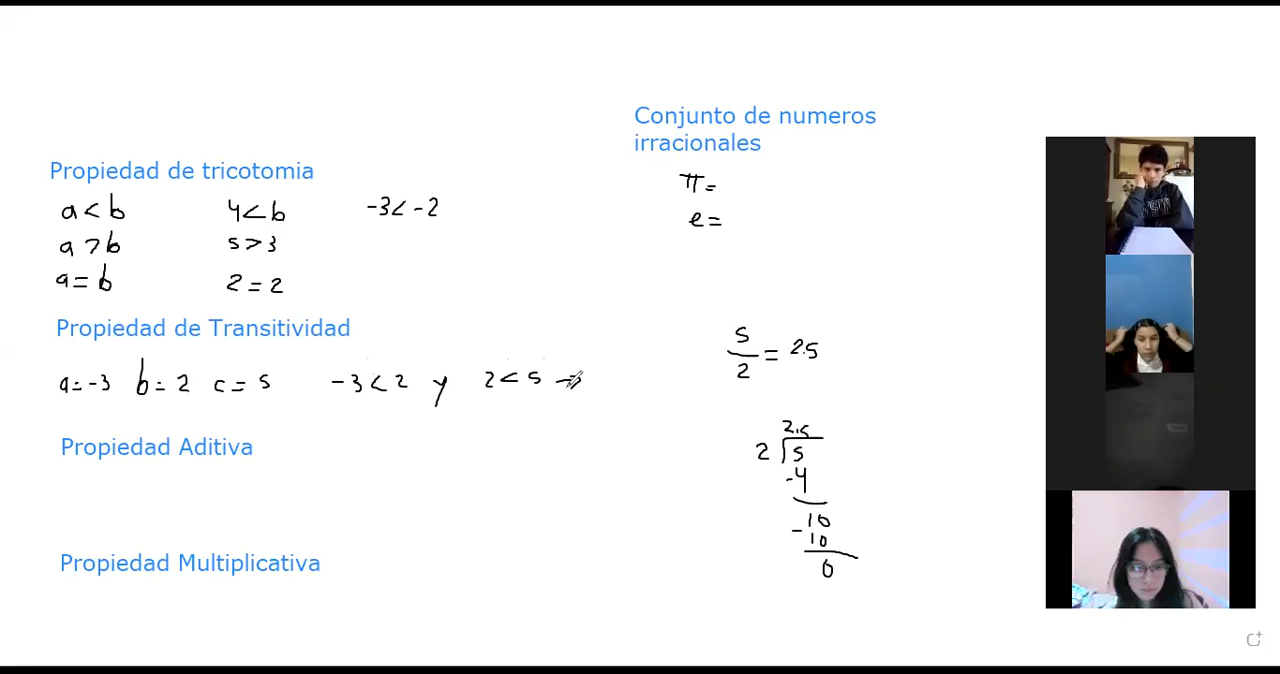 Propiedad de tricotomia
a < b 4 < b -3 < -2
a > b 5 > 3
a = b 2 = 2
Propiedad de Transitividad
a = -3 b = 2 c = 5 -3 < 2 y 2 < 5
Propiedad Aditiva
Propiedad Multiplicativa
Conjunto de numeros
irracionales
π =
e =
5
2
= 2.5
2.5
2 5
-4
-10
10
0